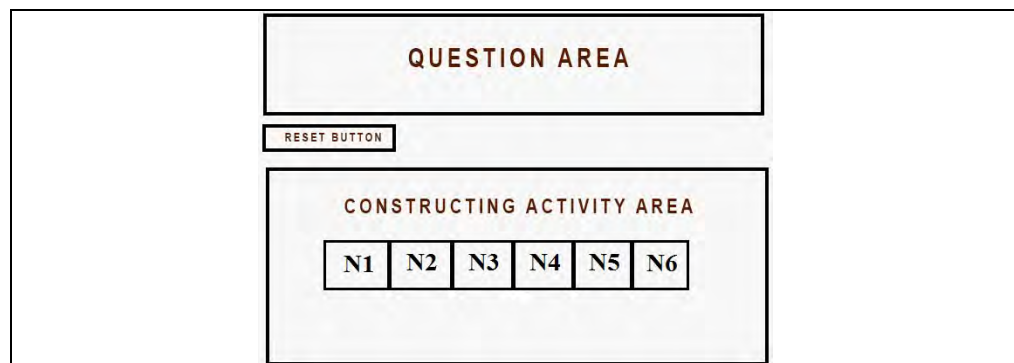 QUESTION AREA
RESET BUTTON
CONSTRUCTING ACTIVITY AREA
N1 N2 N3 N4 N5 N6